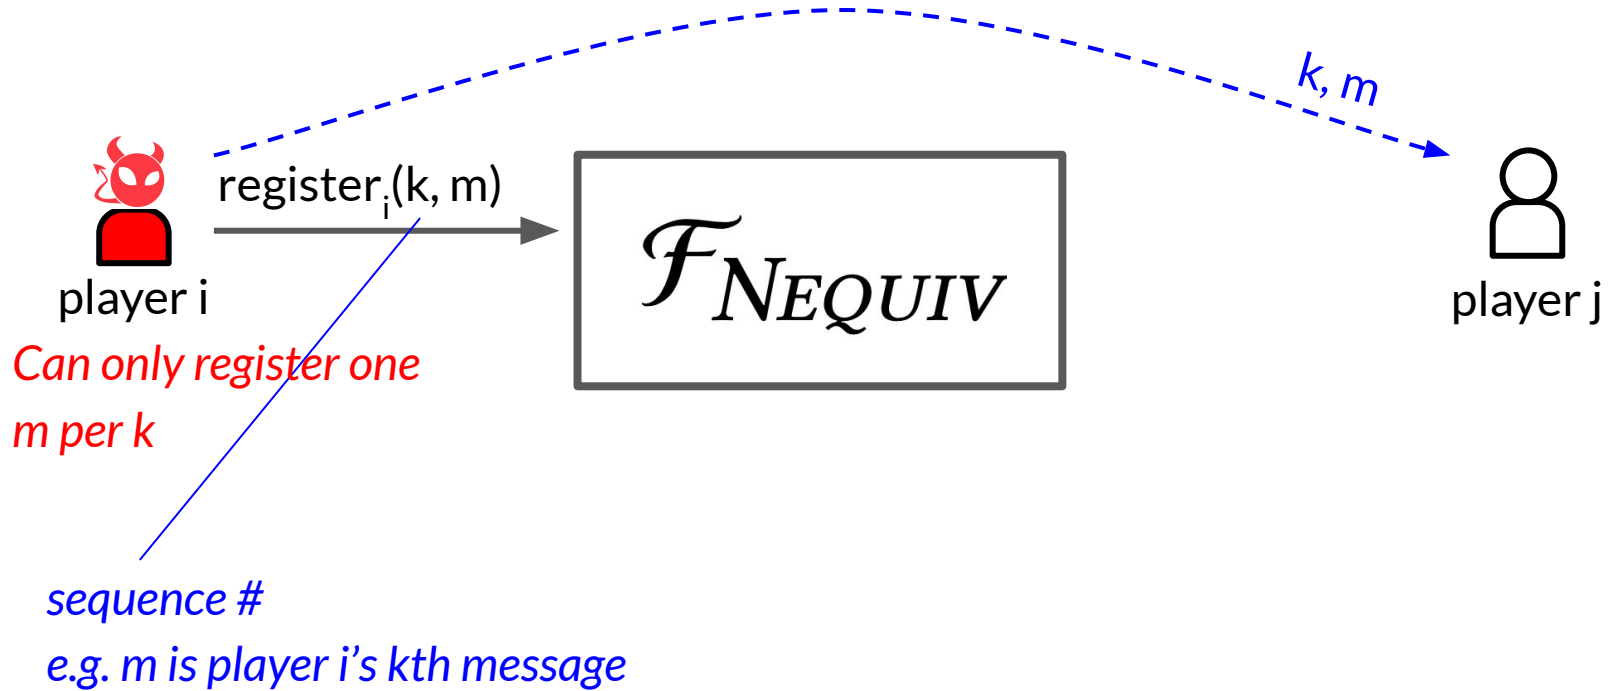 k, m
register_i(k, m)
F_NEQUIV
player i
player j
Can only register one
m per k
sequence #
e.g. m is player i’s kth message